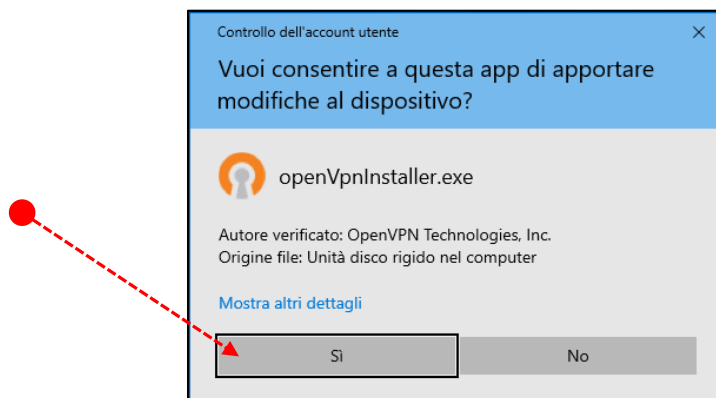 Controllo dell'account utente
Vuoi consentire a questa app di apportare
modifiche al dispositivo?
openVpnInstaller.exe
Autore verificato: OpenVPN Technologies, Inc.
Origine file: Unità disco rigido nel computer
Mostra altri dettagli
Sì
No